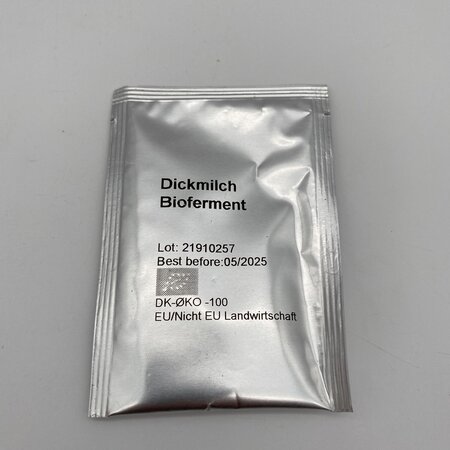 Dickmilch
Bioferment
Lot: 21910257
Best before:05/2025
DK-ØKO -100
EU/Nicht EU Landwirtschaft